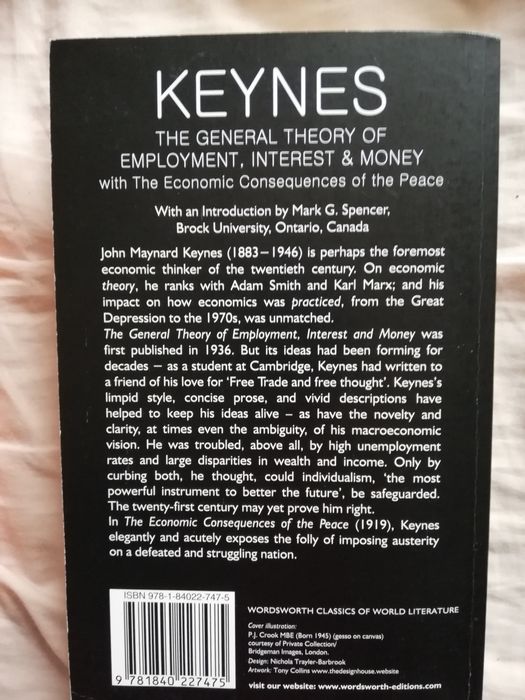 KEYNES
THE GENERAL THEORY OF
EMPLOYMENT, INTEREST & MONEY
with The Economic Consequences of the Peace
With an Introduction by Mark G. Spencer,
Brock University, Ontario, Canada
John Maynard Keynes (1883–1946) is perhaps the foremost
economic thinker of the twentieth century. On economic
theory, he ranks with Adam Smith and Karl Marx; and his
impact on how economics was practiced, from the Great
Depression to the 1970s, was unmatched.
The General Theory of Employment, Interest and Money was
first published in 1936. But its ideas had been forming for
decades – as a student at Cambridge, Keynes had written to
a friend of his love for ‘Free Trade and free thought’. Keynes’s
limpid style, concise prose, and vivid descriptions have
helped to keep his ideas alive – as have the novelty and
clarity, at times even the ambiguity, of his macroeconomic
vision. He was troubled, above all, by high unemployment
rates and large disparities in wealth and income. Only by
curbing both, he thought, could individualism, ‘the most
powerful instrument to better the future’, be safeguarded.
The twenty-first century may yet prove him right.
In The Economic Consequences of the Peace (1919), Keynes
elegantly and acutely exposes the folly of imposing austerity
on a defeated and struggling nation.
ISBN 978-1-84022-747-5
9 781840 227475
WORDSWORTH CLASSICS OF WORLD LITERATURE
Cover illustration:
P.J. Crook MBE (Born 1945) (gesso on canvas)
courtesy of Private Collection/
Bridgeman Images, London.
Design: Nichola Trayler-Barbrook
Artwork: Tony Collins www.thedesignhouse.website
visit our website: www.wordsworth-editions.com